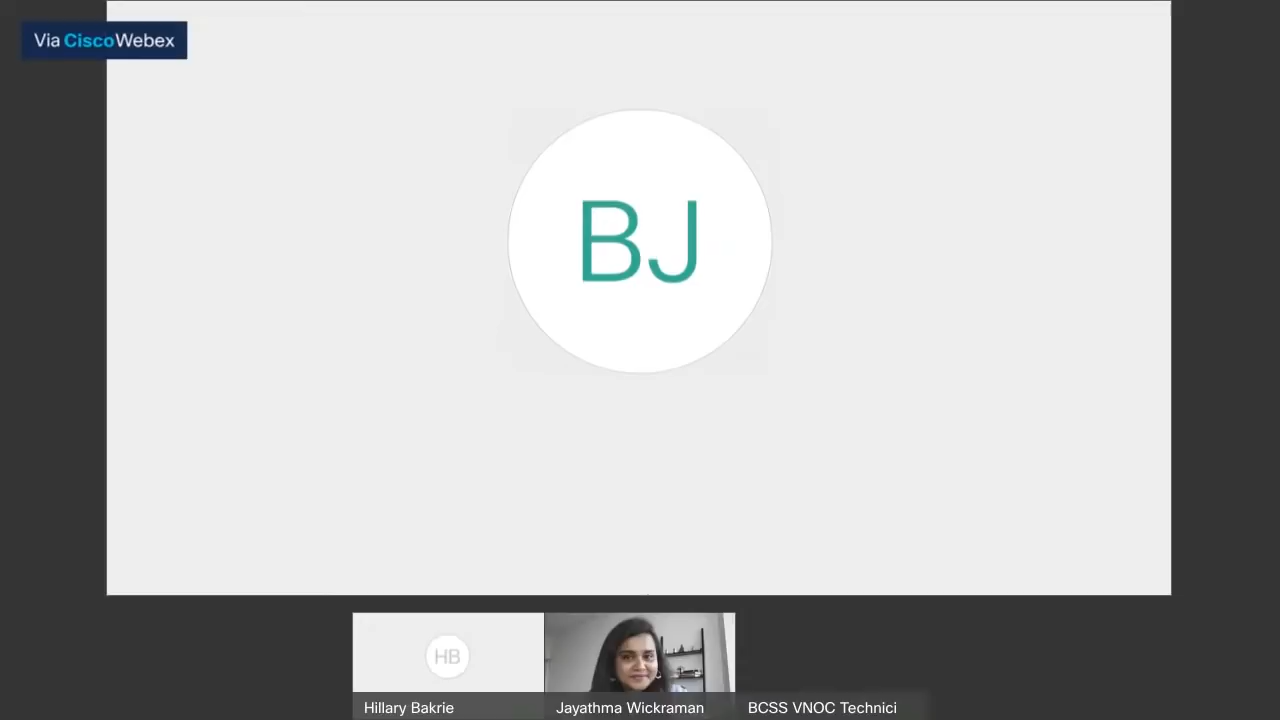 Via CiscoWebex
BJ
HB
Hillary Bakrie
Jayathma Wickraman
BCSS VNOC Technici